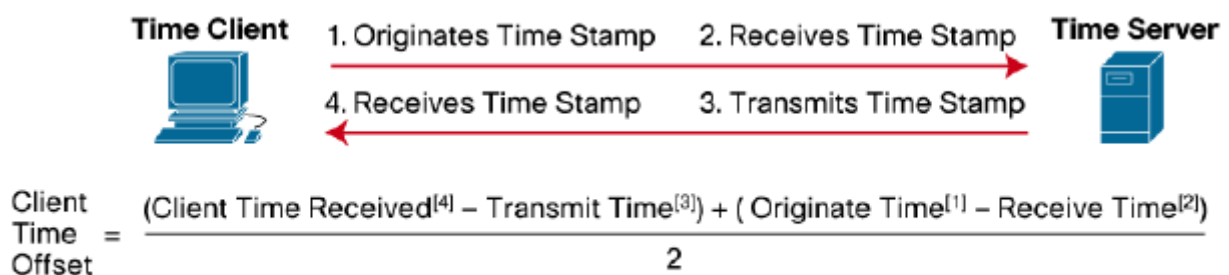 Time Client
1. Originates Time Stamp
2. Receives Time Stamp
Time Server
4. Receives Time Stamp
3. Transmits Time Stamp
Client
Time
Offset
=
(Client Time Received[4] – Transmit Time[3]) + ( Originate Time[1] – Receive Time[2])
2